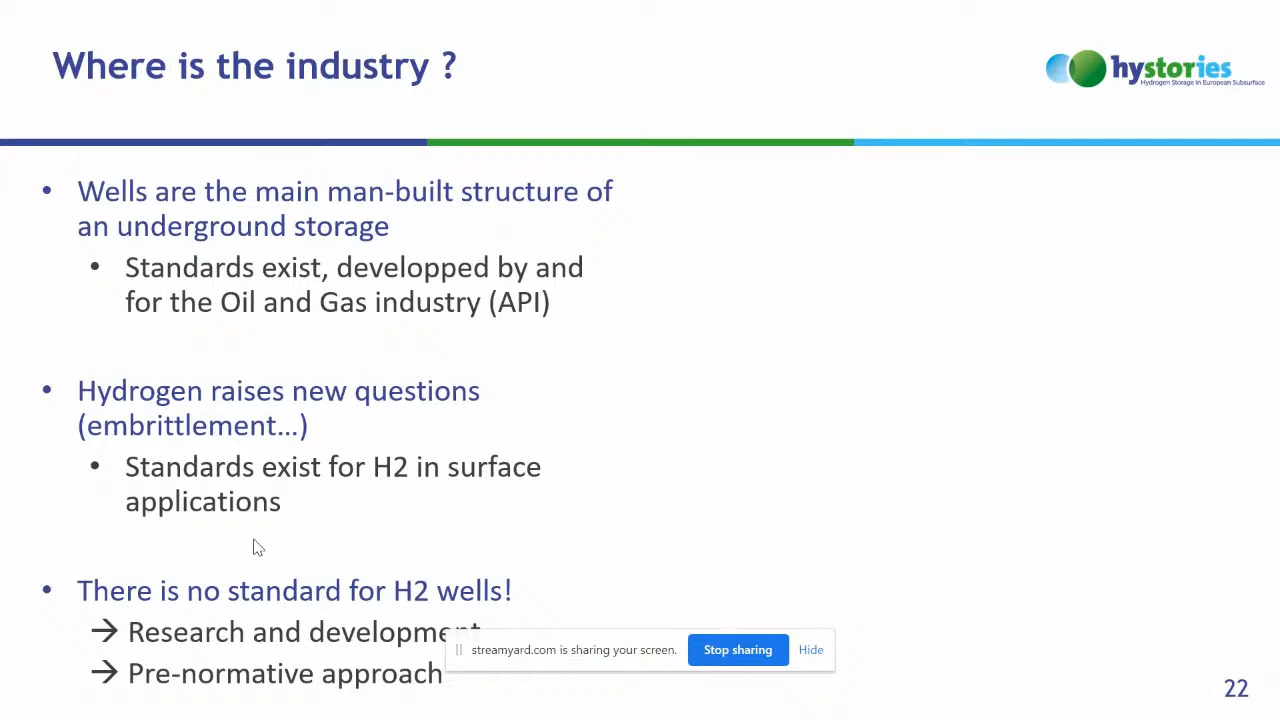 Where is the industry ?
hystories
Hydrogen Storage in European Subsurface
• Wells are the main man-built structure of
an underground storage
• Standards exist, developped by and
for the Oil and Gas industry (API)
• Hydrogen raises new questions
(embrittlement...)
• Standards exist for H2 in surface
applications
• There is no standard for H2 wells!
→ Research and development
→ Pre-normative approach
streamyard.com is sharing your screen.
Stop sharing
Hide
22